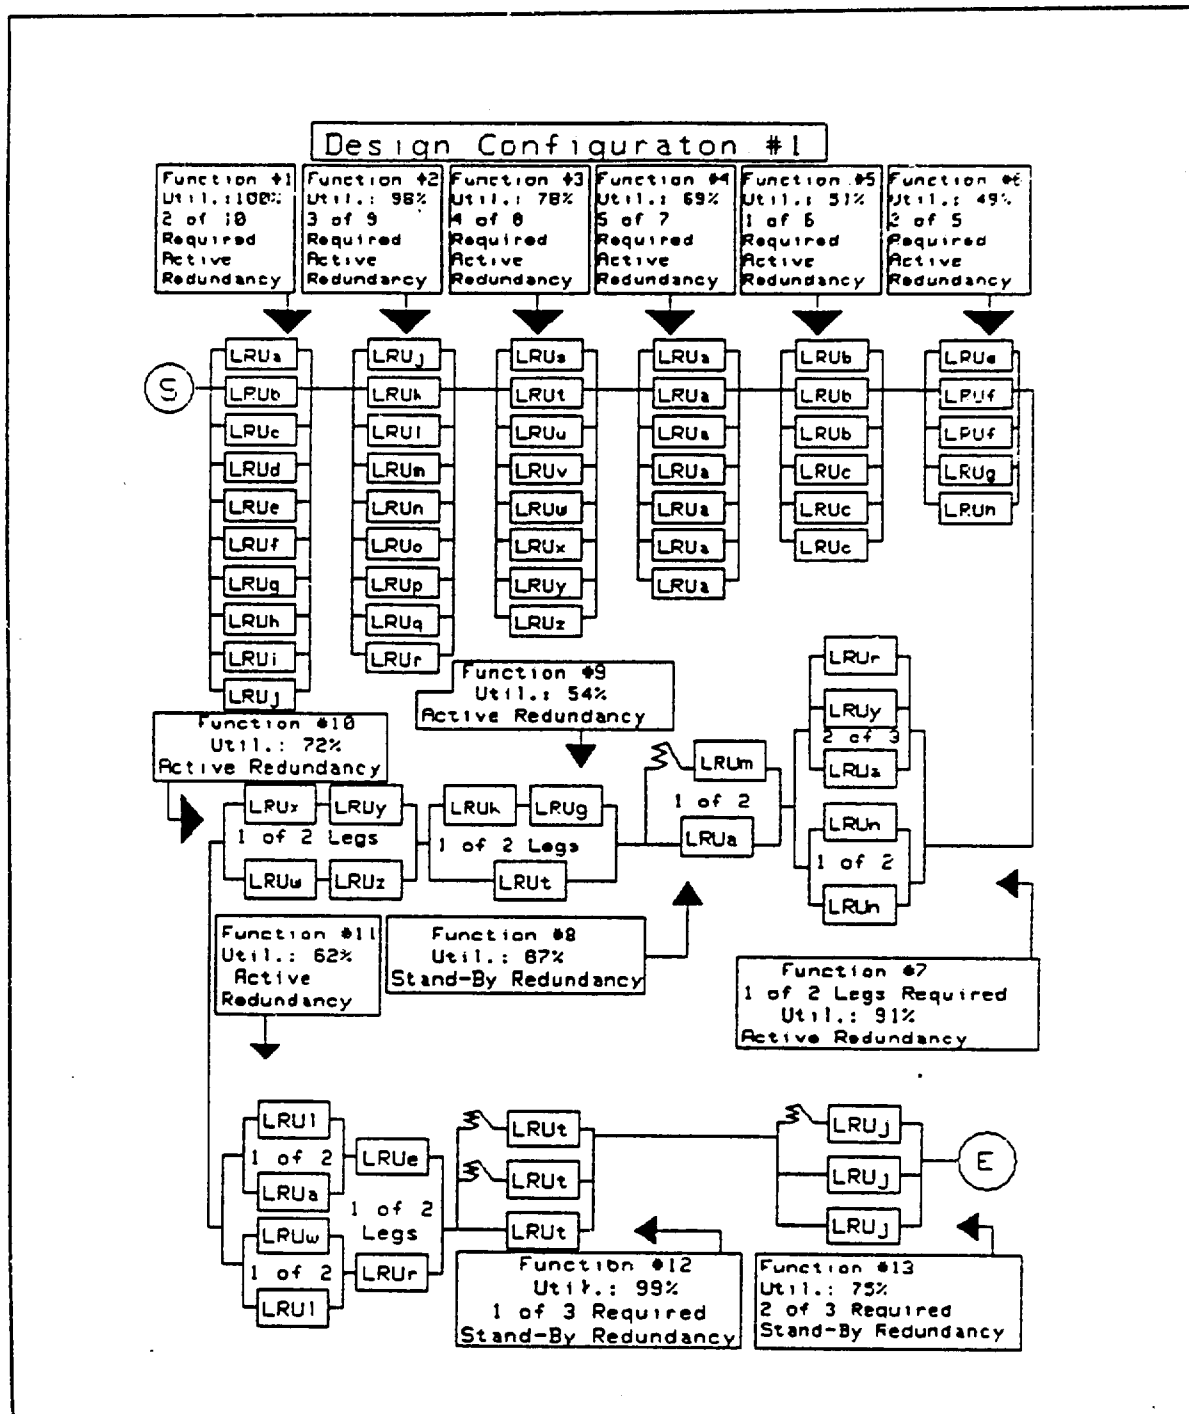 Design Configuraton #1
Function #1
Util.:100%
2 of 10
Required
Active
Redundancy
Function #2
Util.: 98%
3 of 9
Required
Active
Redundancy
Function #3
Util.: 78%
4 of 8
Required
Active
Redundancy
Function #4
Util.: 69%
5 of 7
Required
Active
Redundancy
Function #5
Util.: 51%
1 of 6
Required
Active
Redundancy
Function #6
Util.: 49%
2 of 5
Required
Active
Redundancy
S
LRUa
LRUb
LRUc
LRUd
LRUe
LRUf
LRUg
LRUh
LRUi
LRUj
LRUj
LRUk
LRUl
LRUm
LRUn
LRUo
LRUp
LRUq
LRUr
LRUs
LRUt
LRUu
LRUv
LRUw
LRUx
LRUy
LRUz
LRUa
LRUa
LRUa
LRUa
LRUa
LRUa
LRUa
LRUb
LRUb
LRUb
LRUc
LRUc
LRUc
LRUe
LRUf
LRUf
LRUg
LRUh
LRUr
LRUy
2 of 3
LRUs
LRUn
1 of 2
LRUn
Function #7
1 of 2 Legs Required
Util.: 91%
Active Redundancy
LRUm
1 of 2
LRUa
Function #8
Util.: 87%
Stand-By Redundancy
Function #9
Util.: 54%
Active Redundancy
LRUk LRUg
1 of 2 Legs
LRUt
Function #10
Util.: 72%
Active Redundancy
LRUx LRUy
1 of 2 Legs
LRUw LRUz
Function #11
Util.: 62%
Active
Redundancy
LRUl
1 of 2
LRUa
LRUe
1 of 2
Legs
LRUw
1 of 2
LRUl
LRUr
LRUt
LRUt
LRUt
Function #12
Util.: 99%
1 of 3 Required
Stand-By Redundancy
LRUj
LRUj
LRUj
E
Function #13
Util.: 75%
2 of 3 Required
Stand-By Redundancy